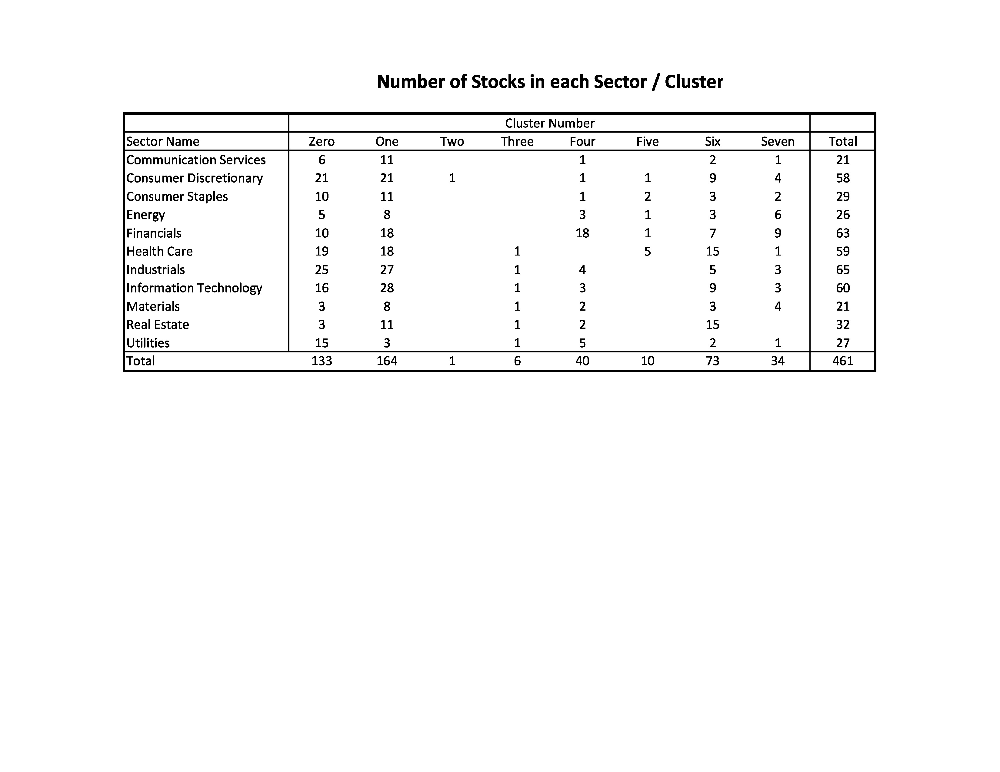 Number of Stocks in each Sector / Cluster
Cluster Number
Sector Name Zero One Two Three Four Five Six Seven Total
Communication Services 6 11 1 2 1 21
Consumer Discretionary 21 21 1 1 1 9 4 58
Consumer Staples 10 11 1 2 3 2 29
Energy 5 8 3 1 3 6 26
Financials 10 18 18 1 7 9 63
Health Care 19 18 1 5 15 1 59
Industrials 25 27 1 4 5 3 65
Information Technology 16 28 1 3 9 3 60
Materials 3 8 1 2 3 4 21
Real Estate 3 11 1 2 15 32
Utilities 15 3 1 5 2 1 27
Total 133 164 1 6 40 10 73 34 461